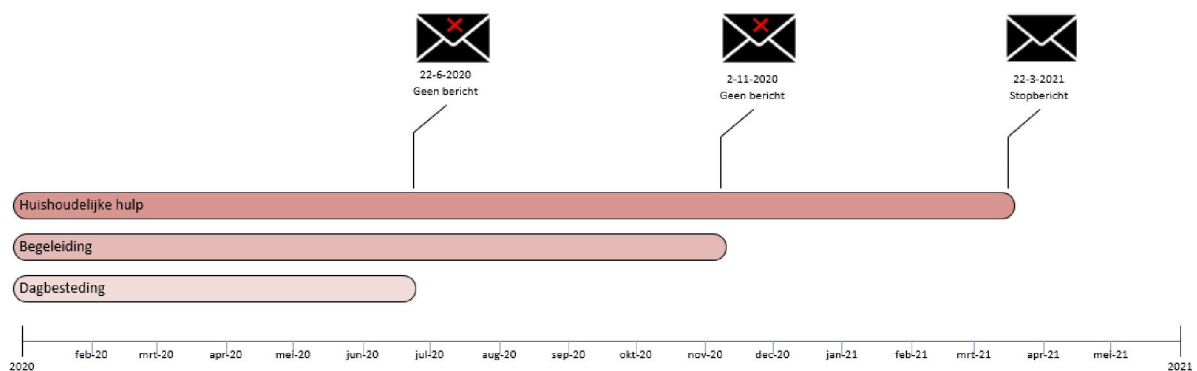 22-6-2020
Geen bericht
2-11-2020
Geen bericht
22-3-2021
Stopbericht
Huishoudelijke hulp
Begeleiding
Dagbesteding
feb-20 mrt-20 apr-20 mei-20 jun-20 jul-20 aug-20 sep-20 okt-20 nov-20 dec-20 jan-21 feb-21 mrt-21 apr-21 mei-21
2020 2021